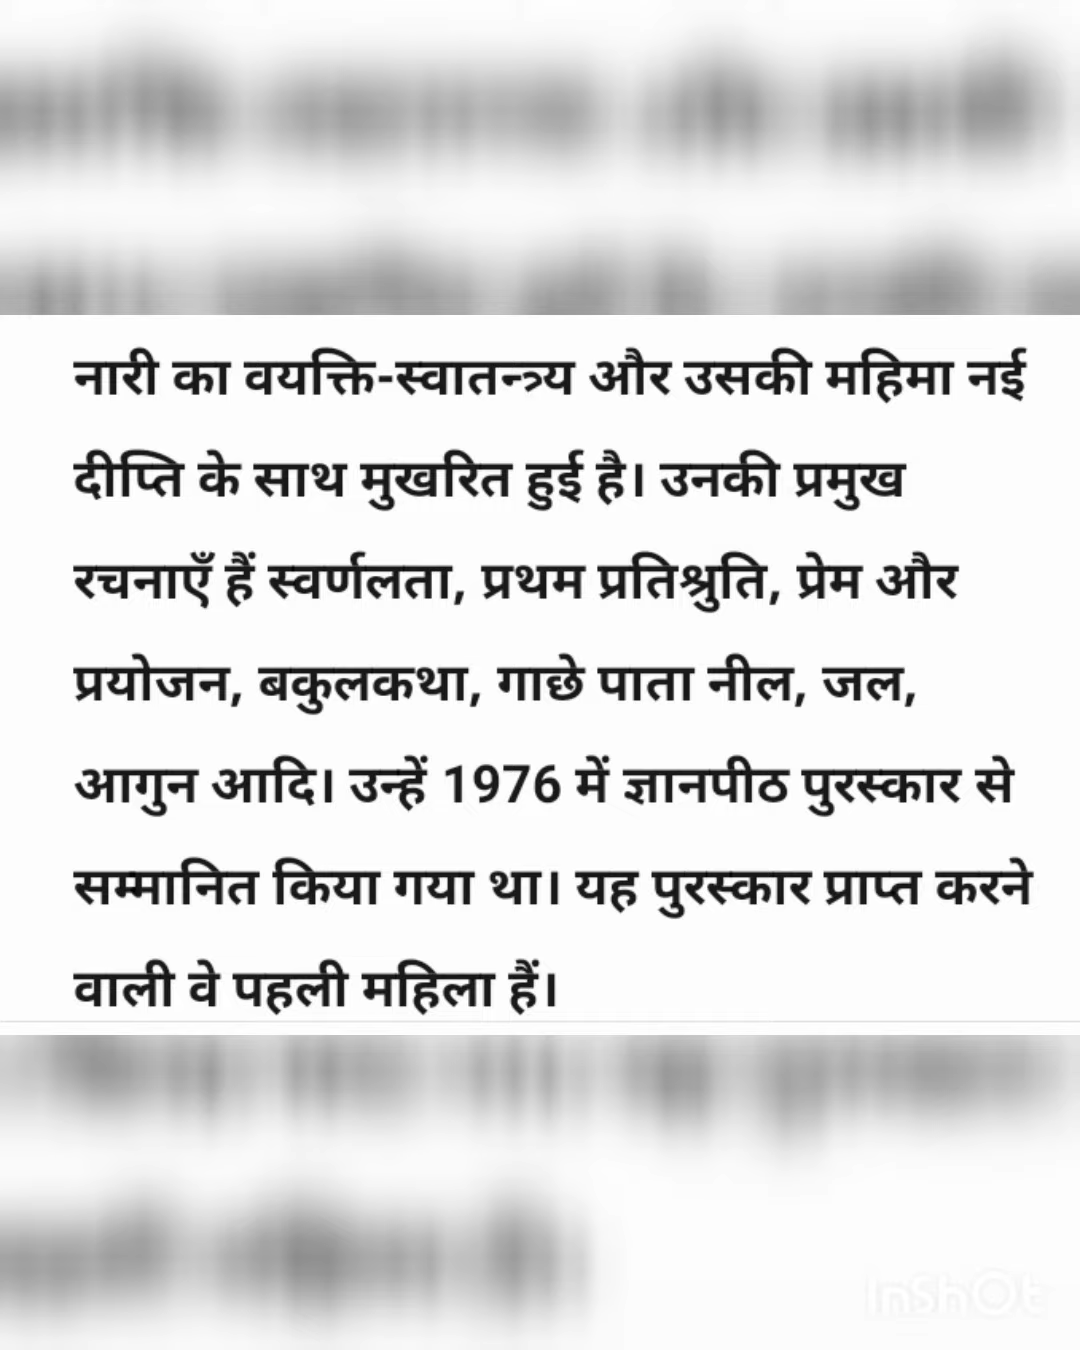 नारी का वयक्ति-स्वातन्त्र्य और उसकी महिमा नई
दीप्ति के साथ मुखरित हुई है। उनकी प्रमुख
रचनाएँ हैं स्वर्णलता, प्रथम प्रतिश्रुति, प्रेम और
प्रयोजन, बकुलकथा, गाछे पाता नील, जल,
आगुन आदि। उन्हें 1976 में ज्ञानपीठ पुरस्कार से
सम्मानित किया गया था। यह पुरस्कार प्राप्त करने
वाली वे पहली महिला हैं।
InShOt